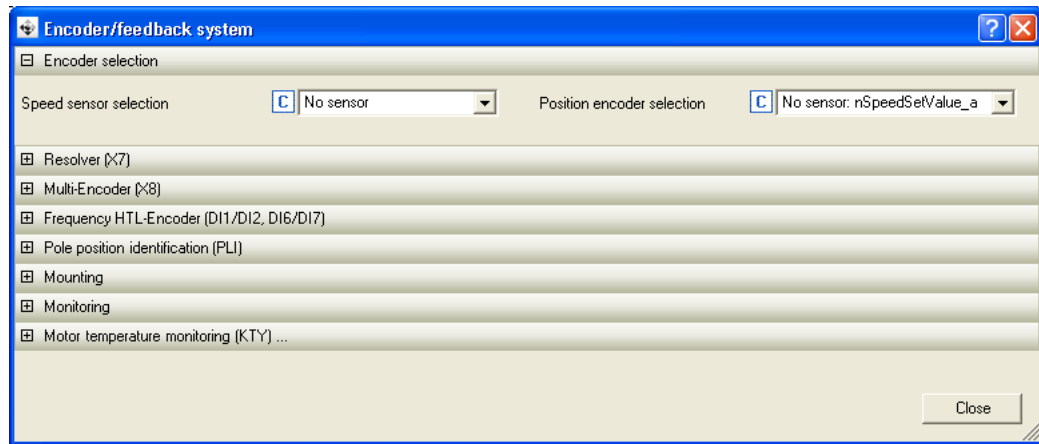 Encoder/feedback system
Encoder selection
Speed sensor selection C No sensor Position encoder selection C No sensor: nSpeedSetValue_a
Resolver (X7)
Multi-Encoder (X8)
Frequency HTL-Encoder (DI1/DI2, DI6/DI7)
Pole position identification (PLI)
Mounting
Monitoring
Motor temperature monitoring (KTY) ...
Close